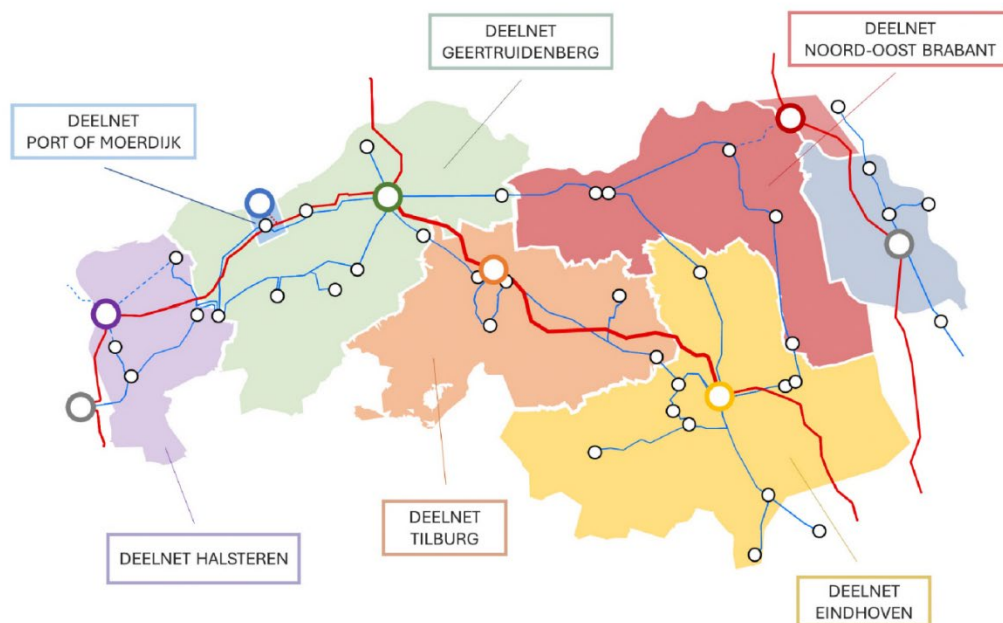 DEELNET
GEERTRUIDENBERG
DEELNET
NOORD-OOST BRABANT
DEELNET
PORT OF MOERDIJK
DEELNET
TILBURG
DEELNET HALSTEREN
DEELNET
EINDHOVEN